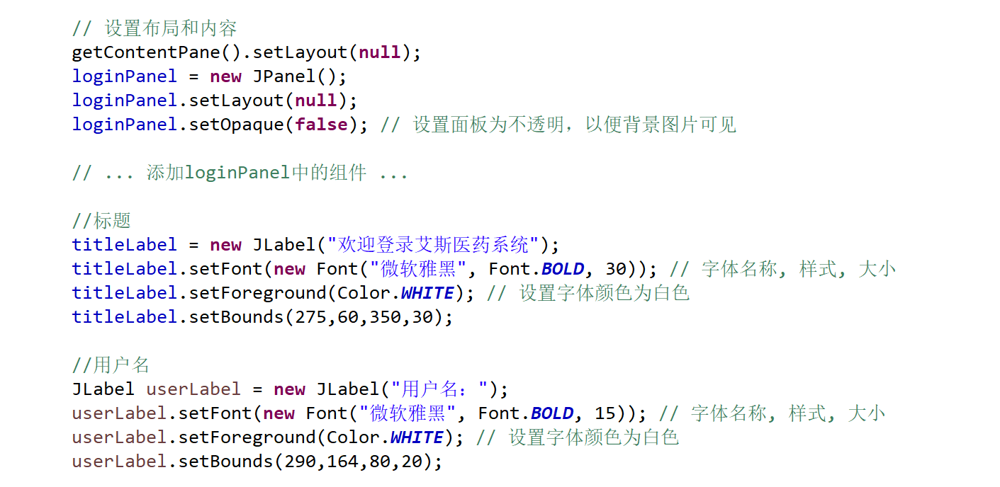 // 设置布局和内容
getContentPane().setLayout(null);
loginPanel = new JPanel();
loginPanel.setLayout(null);
loginPanel.setOpaque(false); // 设置面板为不透明，以便背景图片可见
// ... 添加loginPanel中的组件 ...
//标题
titleLabel = new JLabel("欢迎登录艾斯医药系统");
titleLabel.setFont(new Font("微软雅黑", Font.BOLD, 30)); // 字体名称, 样式, 大小
titleLabel.setForeground(Color.WHITE); // 设置字体颜色为白色
titleLabel.setBounds(275,60,350,30);
//用户名
JLabel userLabel = new JLabel("用户名：");
userLabel.setFont(new Font("微软雅黑", Font.BOLD, 15)); // 字体名称, 样式, 大小
userLabel.setForeground(Color.WHITE); // 设置字体颜色为白色
userLabel.setBounds(290,164,80,20);